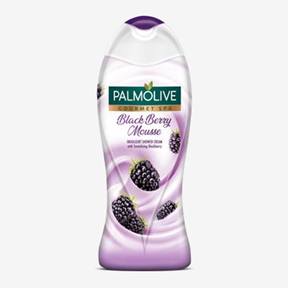 PALMOLIVE
GOURMET SPA
Black Berry
Mousse
INDULGENT SHOWER CREAM
with Smoothing Blackberry